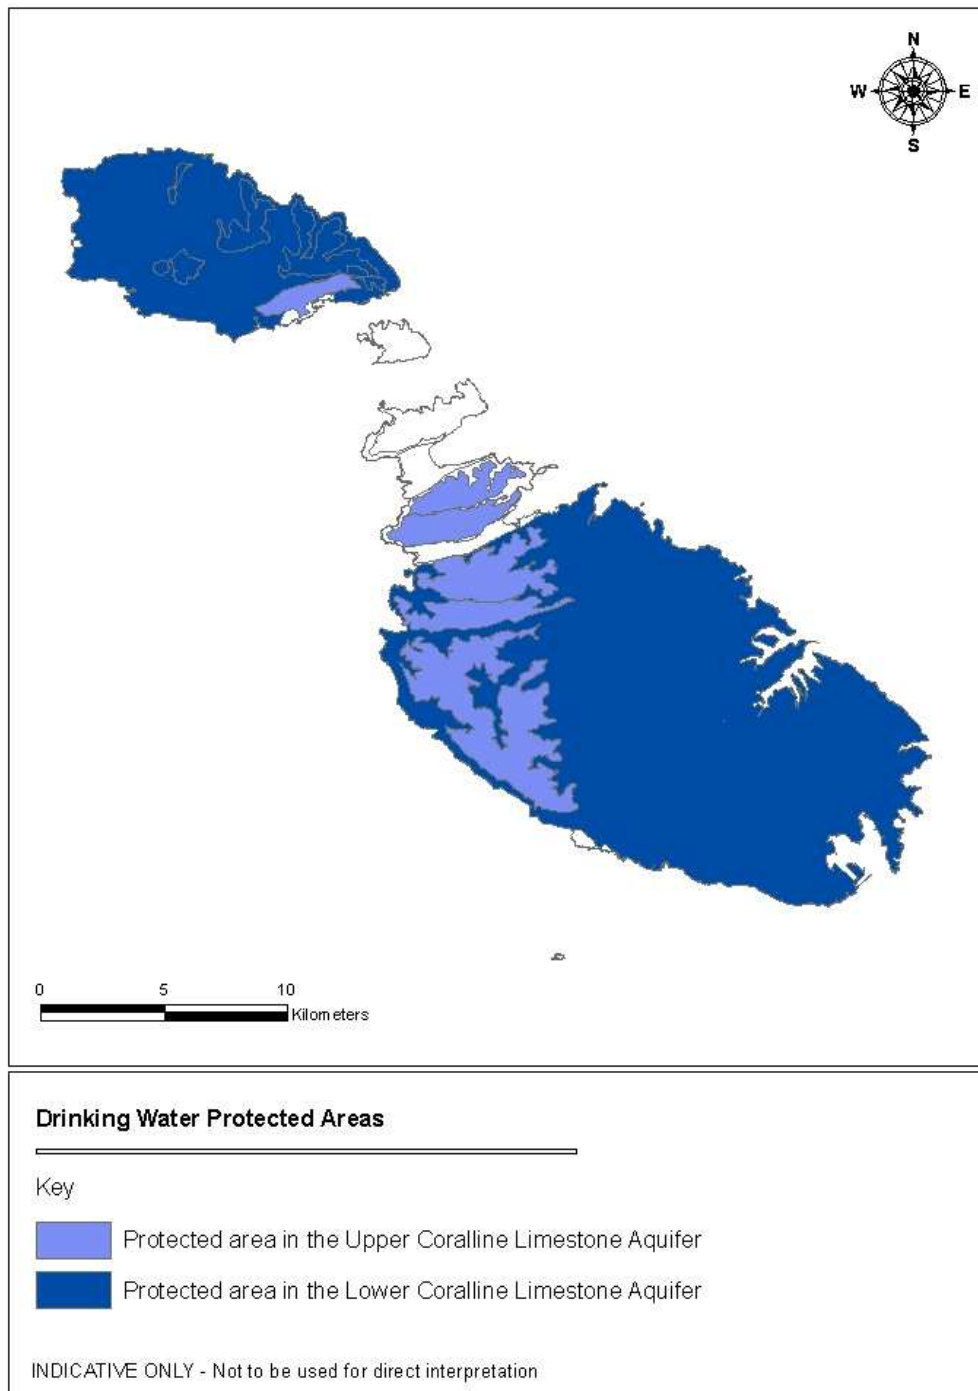 N
W E
S
0 5 10
Kilometers
Drinking Water Protected Areas
Key
Protected area in the Upper Coralline Limestone Aquifer
Protected area in the Lower Coralline Limestone Aquifer
INDICATIVE ONLY - Not to be used for direct interpretation